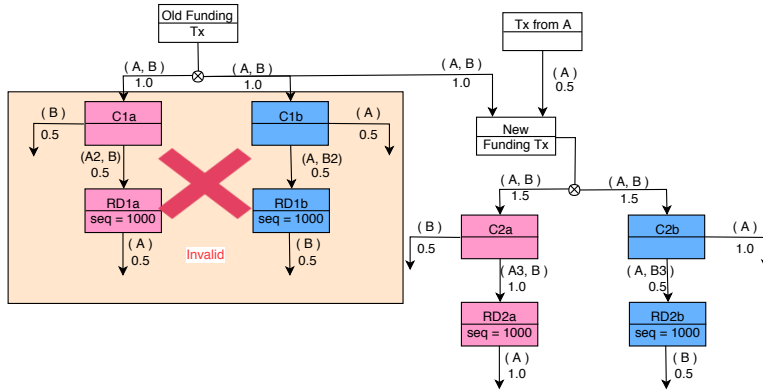 Old Funding
Tx
Tx from A
( A, B )
1.0
( A, B )
1.0
( A, B )
1.0
( A )
0.5
( B )
0.5
C1a
C1b
( A )
0.5
New
Funding Tx
(A2, B)
0.5
(A, B2)
0.5
RD1a
seq = 1000
RD1b
seq = 1000
( A )
0.5
Invalid
( B )
0.5
( A, B )
1.5
( A, B )
1.5
( B )
0.5
C2a
C2b
( A )
1.0
( A3, B )
1.0
( A, B3 )
0.5
RD2a
seq = 1000
RD2b
seq = 1000
( A )
1.0
( B )
0.5